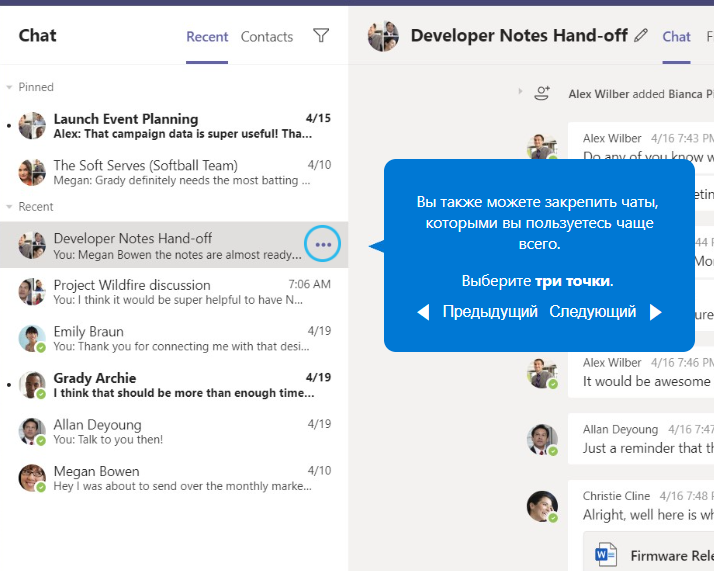 Chat
Recent
Contacts
Pinned
Launch Event Planning 4/15
Alex: That campaign data is super useful! Tha...
The Soft Serves (Softball Team) 4/10
Megan: Grady definitely needs the most batting ...
Recent
Developer Notes Hand-off
You: Megan Bowen the notes are almost ready...
Project Wildfire discussion 7:06 AM
You: I think it would be super helpful to have N...
Emily Braun 4/19
You: Thank you for connecting me with that desi...
Grady Archie 4/19
I think that should be more than enough time...
Allan Deyoung 4/19
You: Talk to you then!
Megan Bowen 4/10
Hey I was about to send over the monthly marke...
Developer Notes Hand-off
Chat
F
Alex Wilber added Bianca P
Alex Wilber 4/16 7:43 PM
Do any of you know w
Вы также можете закрепить чаты,
которыми вы пользуетесь чаще
всего.
Выберите три точки.
Предыдущий Следующий
Alex Wilber 4/16 7:46 PM
It would be awesome
Allan Deyoung 4/16 7:47
Just a reminder that th
Christie Cline 4/16 7:48 P
Alright, well here is wh
Firmware Rele